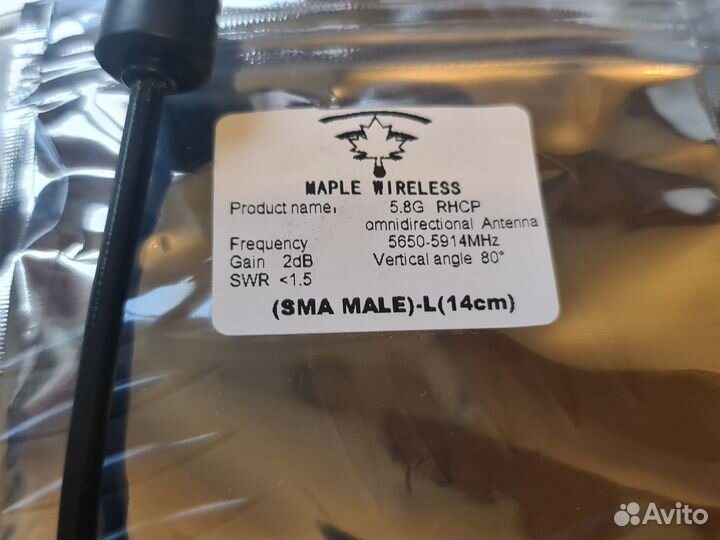 MAPLE WIRELESS
Product name: 5.8G RHCP
omnidirectional Antenna
Frequency 5650-5914MHz
Gain 2dB Vertical angle 80°
SWR <1.5
(SMA MALE)-L(14cm)
Avito